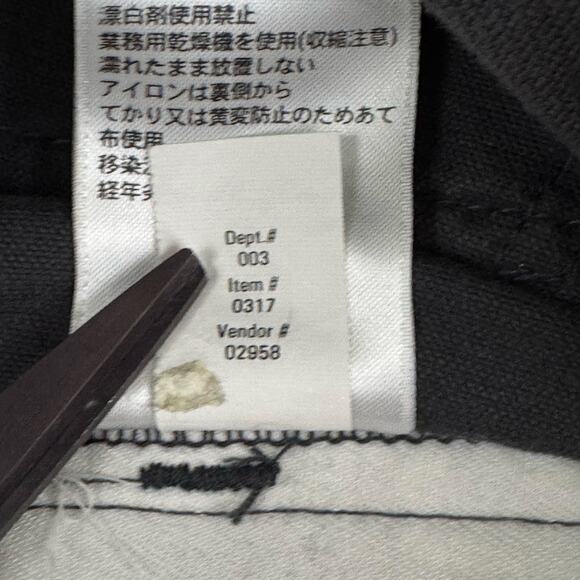 漂白剤使用禁止
業務用乾燥機を使用(収縮注意)
濡れたまま放置しない
アイロンは裏側から
てかり又は黄変防止のためあて
布使用
移染
経年
Dept.#
003
Item #
0317
Vendor #
02958